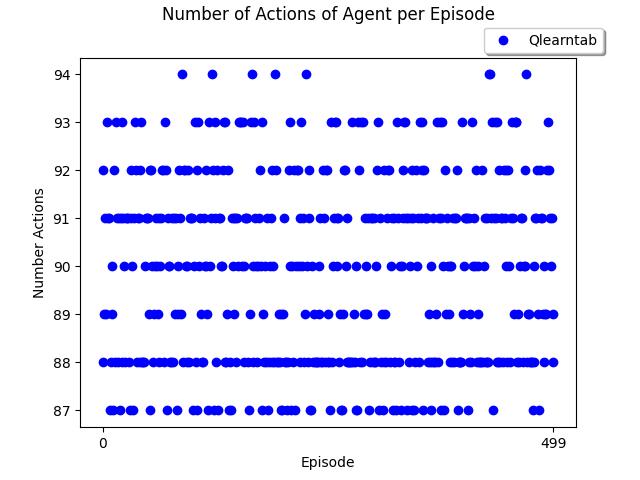 Number of Actions of Agent per Episode
Qlearntab
94
93
92
91
90
89
88
87
Number Actions
0
499
Episode